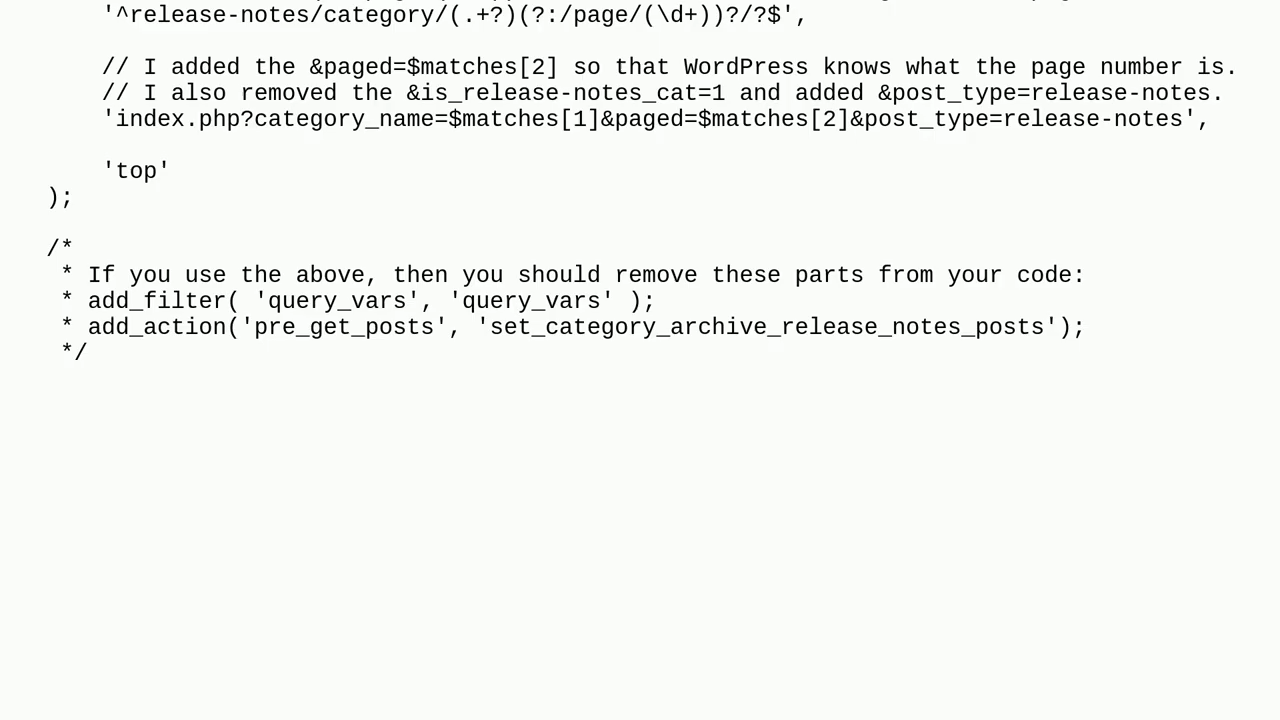 '^release-notes/category/(.+?)(?:/page/(\d+))?/?$',
// I added the &paged=$matches[2] so that WordPress knows what the page number is.
// I also removed the &is_release-notes_cat=1 and added &post_type=release-notes.
'index.php?category_name=$matches[1]&paged=$matches[2]&post_type=release-notes',
'top'
);
/*
* If you use the above, then you should remove these parts from your code:
* add_filter( 'query_vars', 'query_vars' );
* add_action('pre_get_posts', 'set_category_archive_release_notes_posts');
*/